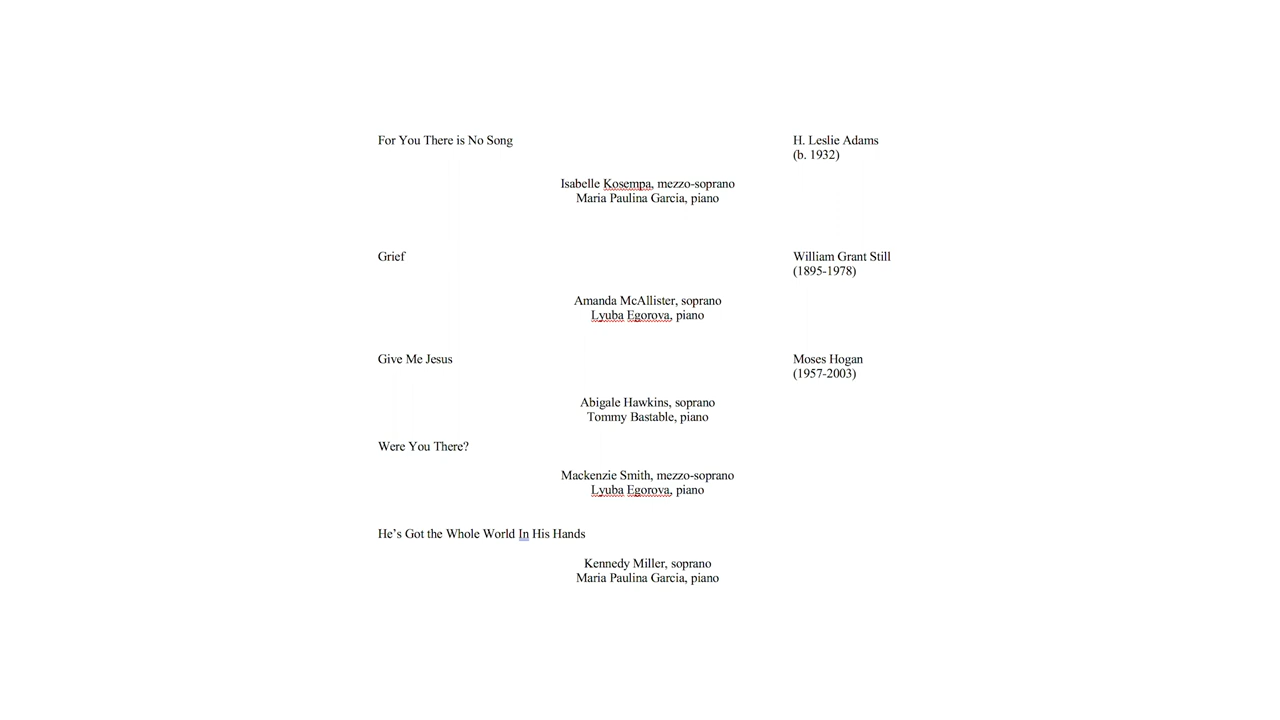 For You There is No Song H. Leslie Adams
(b. 1932)
Isabelle Kosempa, mezzo-soprano
Maria Paulina Garcia, piano
Grief William Grant Still
(1895-1978)
Amanda McAllister, soprano
Lyuba Egorova, piano
Give Me Jesus Moses Hogan
(1957-2003)
Abigale Hawkins, soprano
Tommy Bastable, piano
Were You There?
Mackenzie Smith, mezzo-soprano
Lyuba Egorova, piano
He’s Got the Whole World In His Hands
Kennedy Miller, soprano
Maria Paulina Garcia, piano